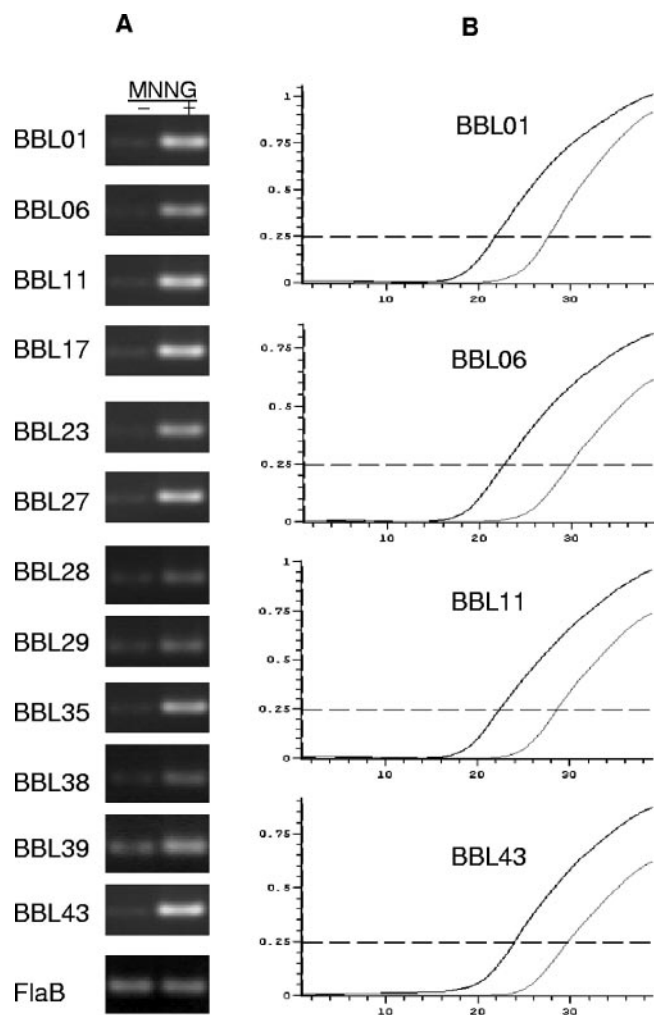 A
MNNG
− +
BBL01
BBL06
BBL11
BBL17
BBL23
BBL27
BBL28
BBL29
BBL35
BBL38
BBL39
BBL43
FlaB
B
BBL01
1
0.75
0.5
0.25
0
10 20 30
BBL06
0.75
0.5
0.25
0
10 20 30
BBL11
1
0.75
0.5
0.25
0
10 20 30
BBL43
0.75
0.5
0.25
0
10 20 30